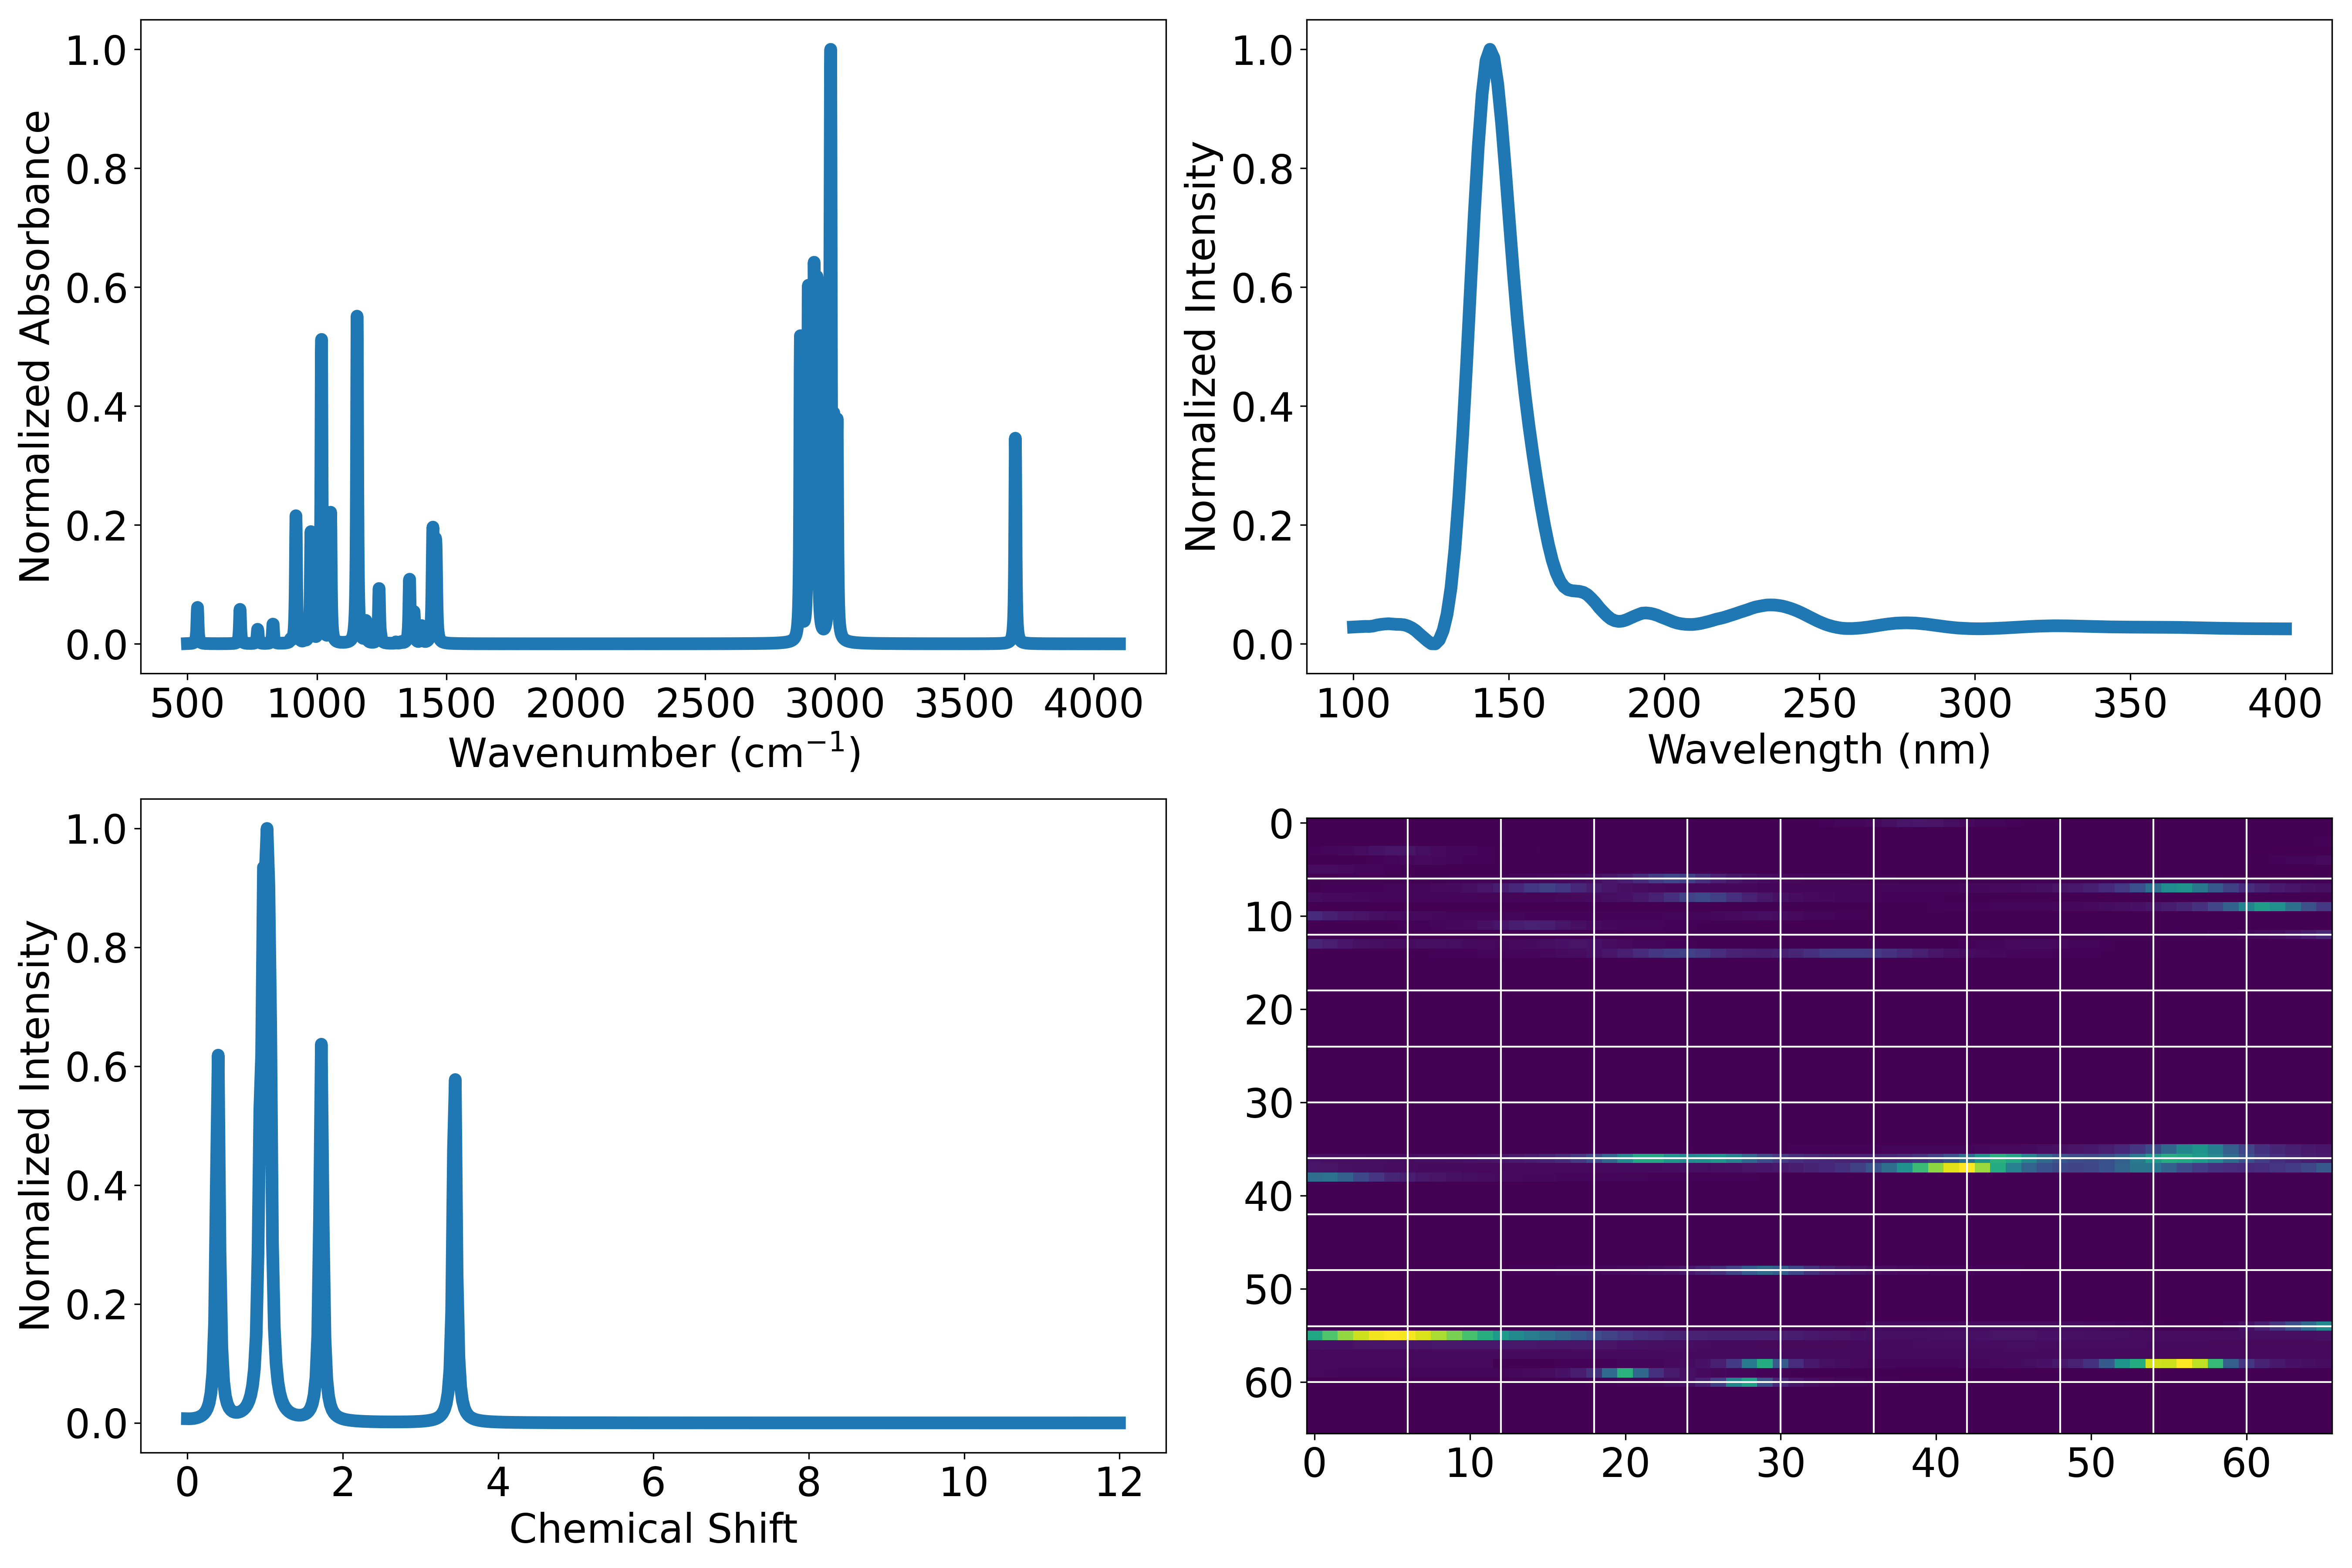 1.0
0.8
0.6
0.4
0.2
0.0
Normalized Absorbance
500 1000 1500 2000 2500 3000 3500 4000
Wavenumber (cm⁻¹)
1.0
0.8
0.6
0.4
0.2
0.0
Normalized Intensity
100 150 200 250 300 350 400
Wavelength (nm)
1.0
0.8
0.6
0.4
0.2
0.0
Normalized Intensity
0 2 4 6 8 10 12
Chemical Shift
0
10
20
30
40
50
60
0 10 20 30 40 50 60